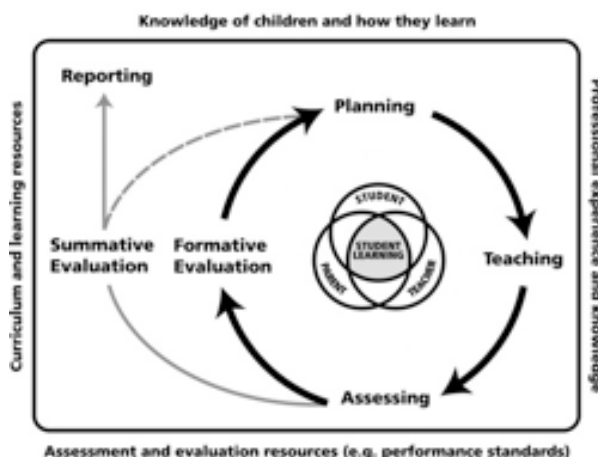 Knowledge of children and how they learn
Reporting
Planning
Curriculum and learning resources
Professional experience and knowledge
STUDENT
STUDENT
LEARNING
PARENT
TEACHER
Summative
Evaluation
Formative
Evaluation
Teaching
Assessing
Assessment and evaluation resources (e.g. performance standards)